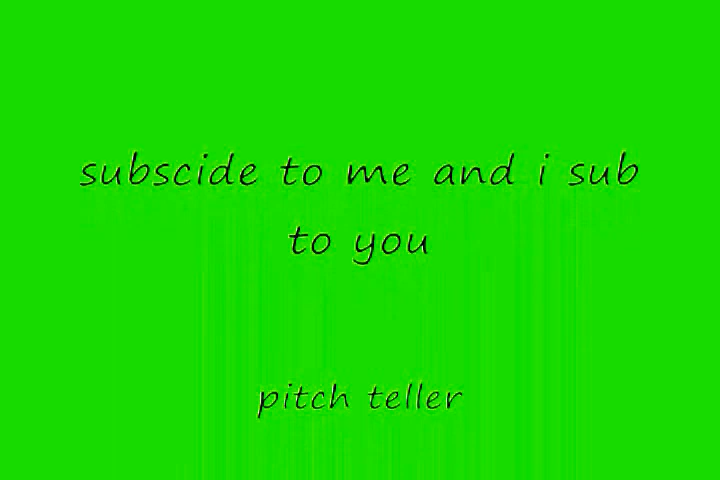 subscide to me and i sub
to you
pitch teller